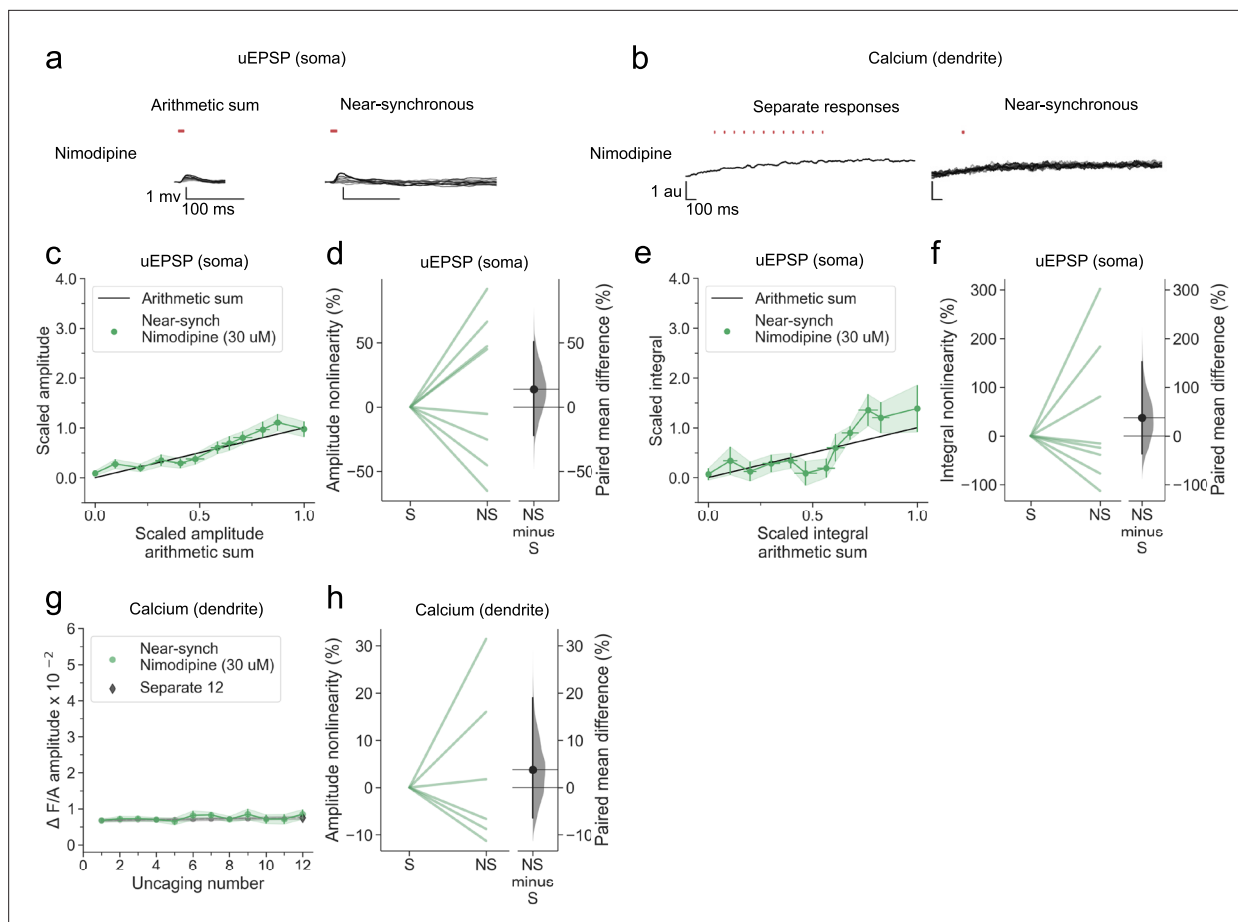 a
uEPSP (soma)
Arithmetic sum
Near-synchronous
Nimodipine
1 mv
100 ms
b
Calcium (dendrite)
Separate responses
Near-synchronous
Nimodipine
1 au
100 ms
c
uEPSP (soma)
4.0
3.0
2.0
1.0
0.0
Scaled amplitude
Arithmetic sum
Near-synch
Nimodipine (30 uM)
0.0
0.5
1.0
Scaled amplitude
arithmetic sum
d
uEPSP (soma)
Amplitude nonlinearity (%)
50
0
−50
S
NS
NS
minus
S
50
0
−50
Paired mean difference (%)
e
uEPSP (soma)
4.0
3.0
2.0
1.0
0.0
Scaled integral
Arithmetic sum
Near-synch
Nimodipine (30 uM)
0.0
0.5
1.0
Scaled integral
arithmetic sum
f
uEPSP (soma)
Integral nonlinearity (%)
300
200
100
0
−100
S
NS
NS
minus
S
300
200
100
0
−100
Paired mean difference (%)
g
Calcium (dendrite)
Δ F/A amplitude x 10 −2
6
5
4
3
2
1
0
Near-synch
Nimodipine (30 uM)
Separate 12
0
2
4
6
8
10
12
Uncaging number
h
Calcium (dendrite)
Amplitude nonlinearity (%)
30
20
10
0
−10
S
NS
NS
minus
S
30
20
10
0
−10
Paired mean difference (%)